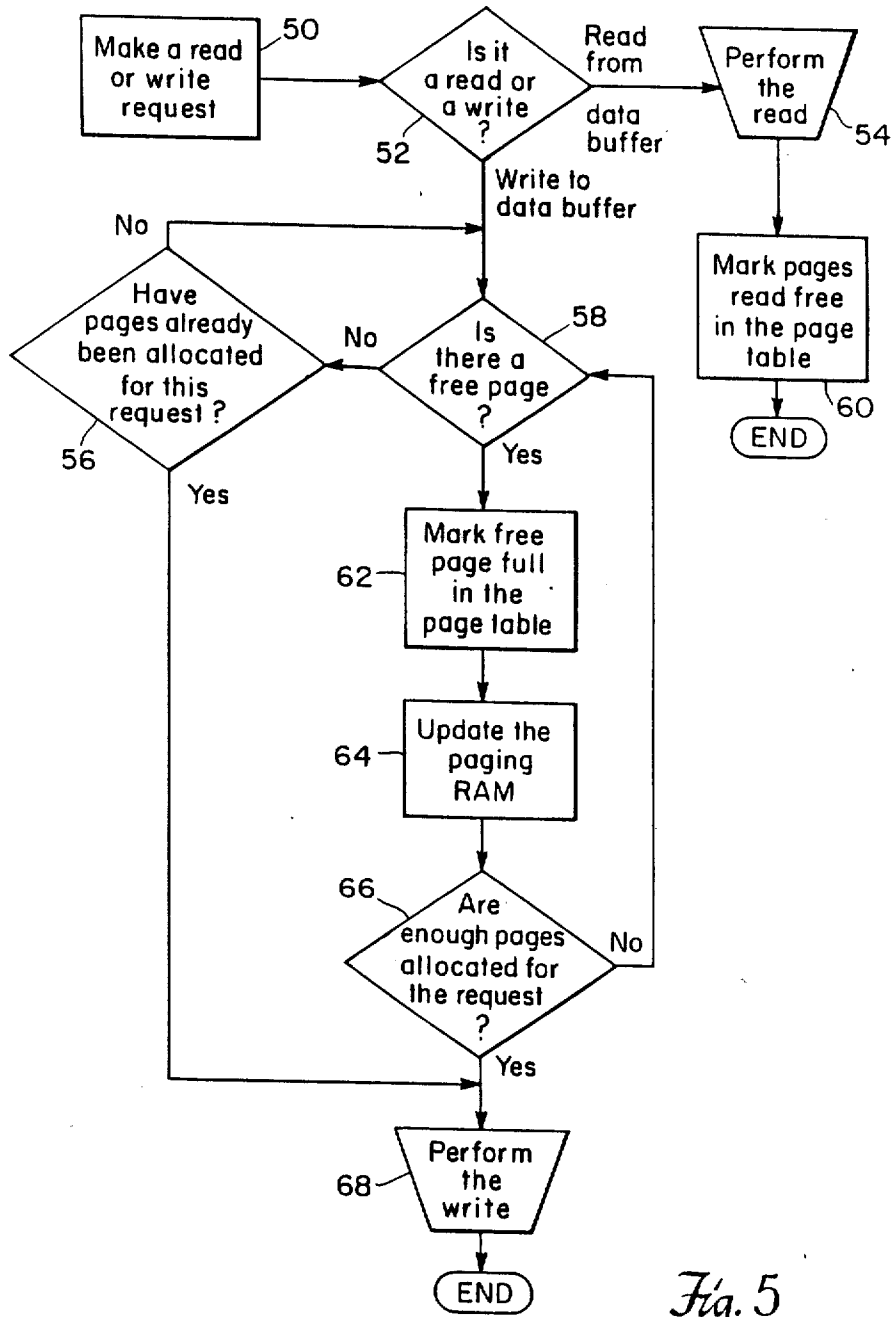 Make a read
or write
request
50
Is it
a read or
a write
?
52
Read
from
data
buffer
Perform
the
read
54
Write to
data buffer
No
Have
pages already
been allocated
for this
request ?
56
Yes
No
Is
there a
free page
?
58
Yes
Mark pages
read free
in the page
table
60
END
Mark free
page full
in the
page table
62
Update the
paging
RAM
64
Are
enough pages
allocated for
the request
?
66
No
Yes
Perform
the
write
68
END
Fig. 5